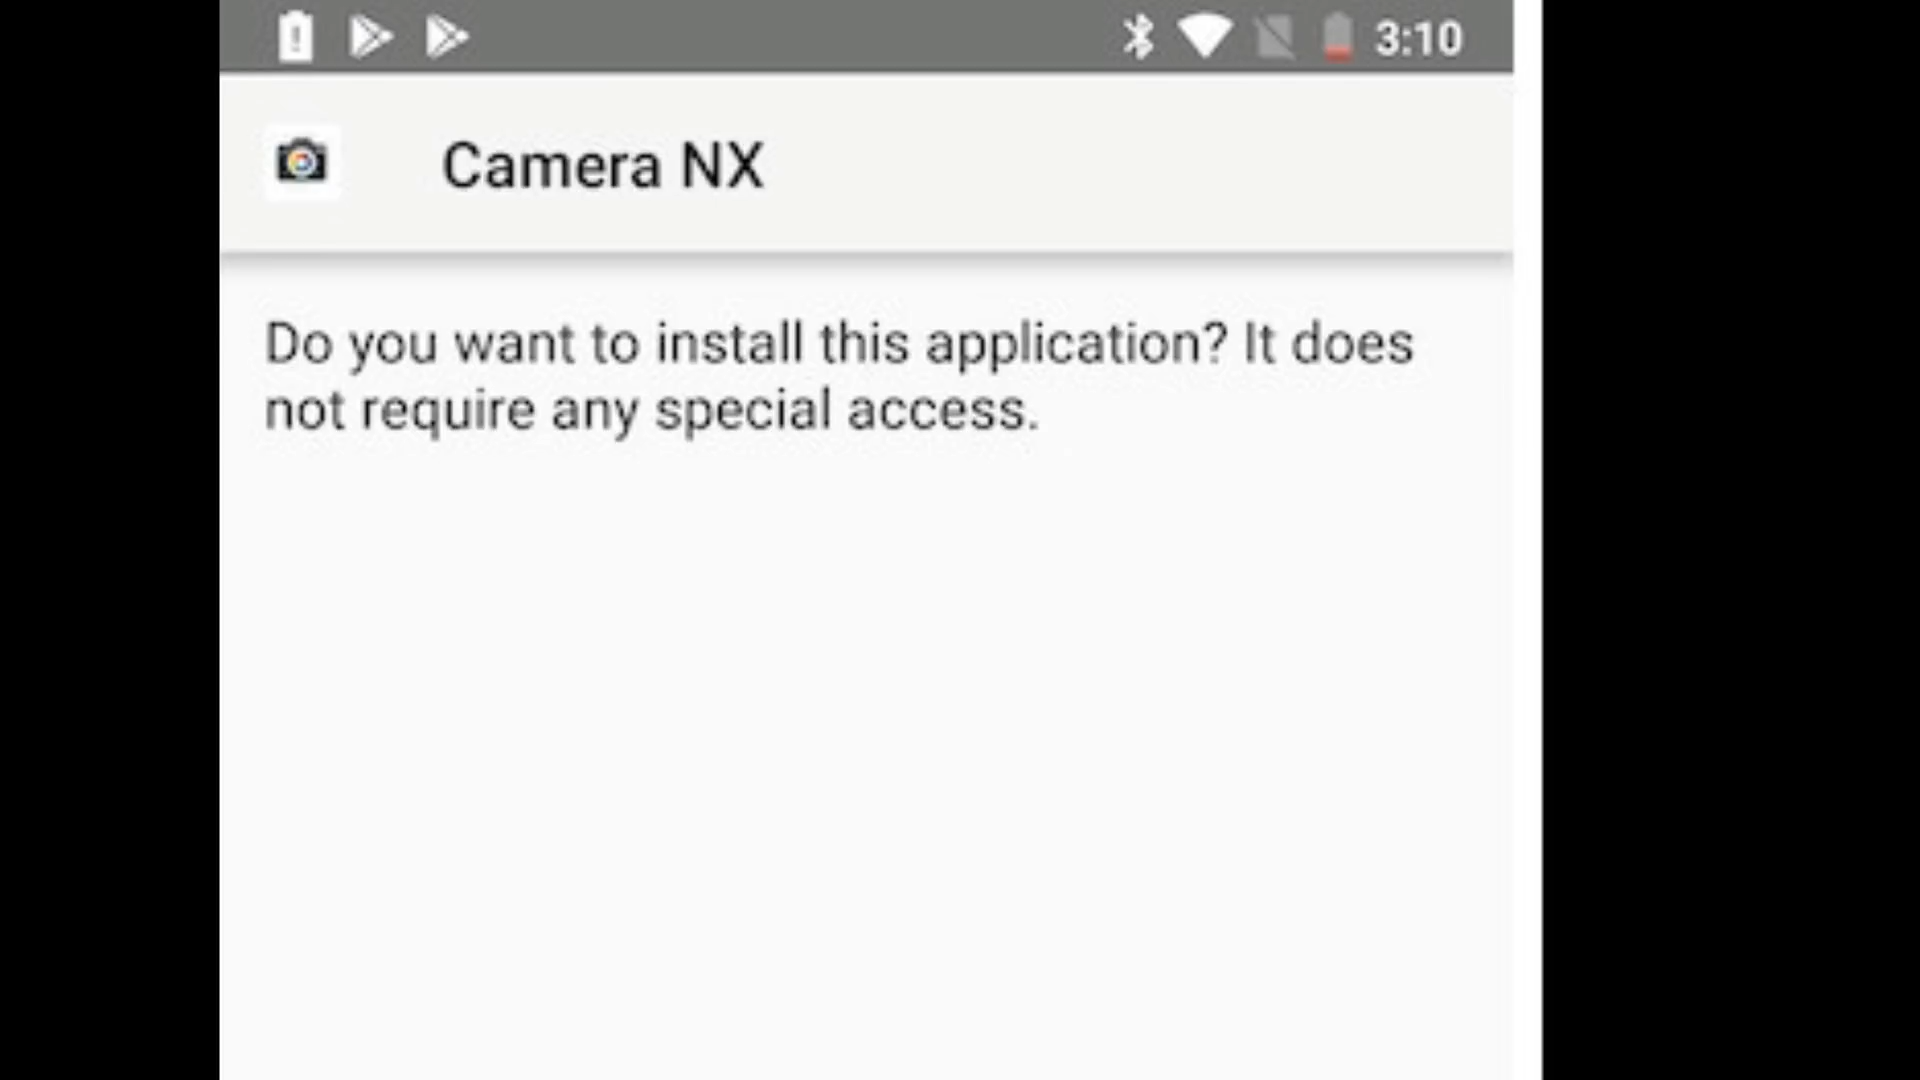 3:10
Camera NX
Do you want to install this application? It does
not require any special access.